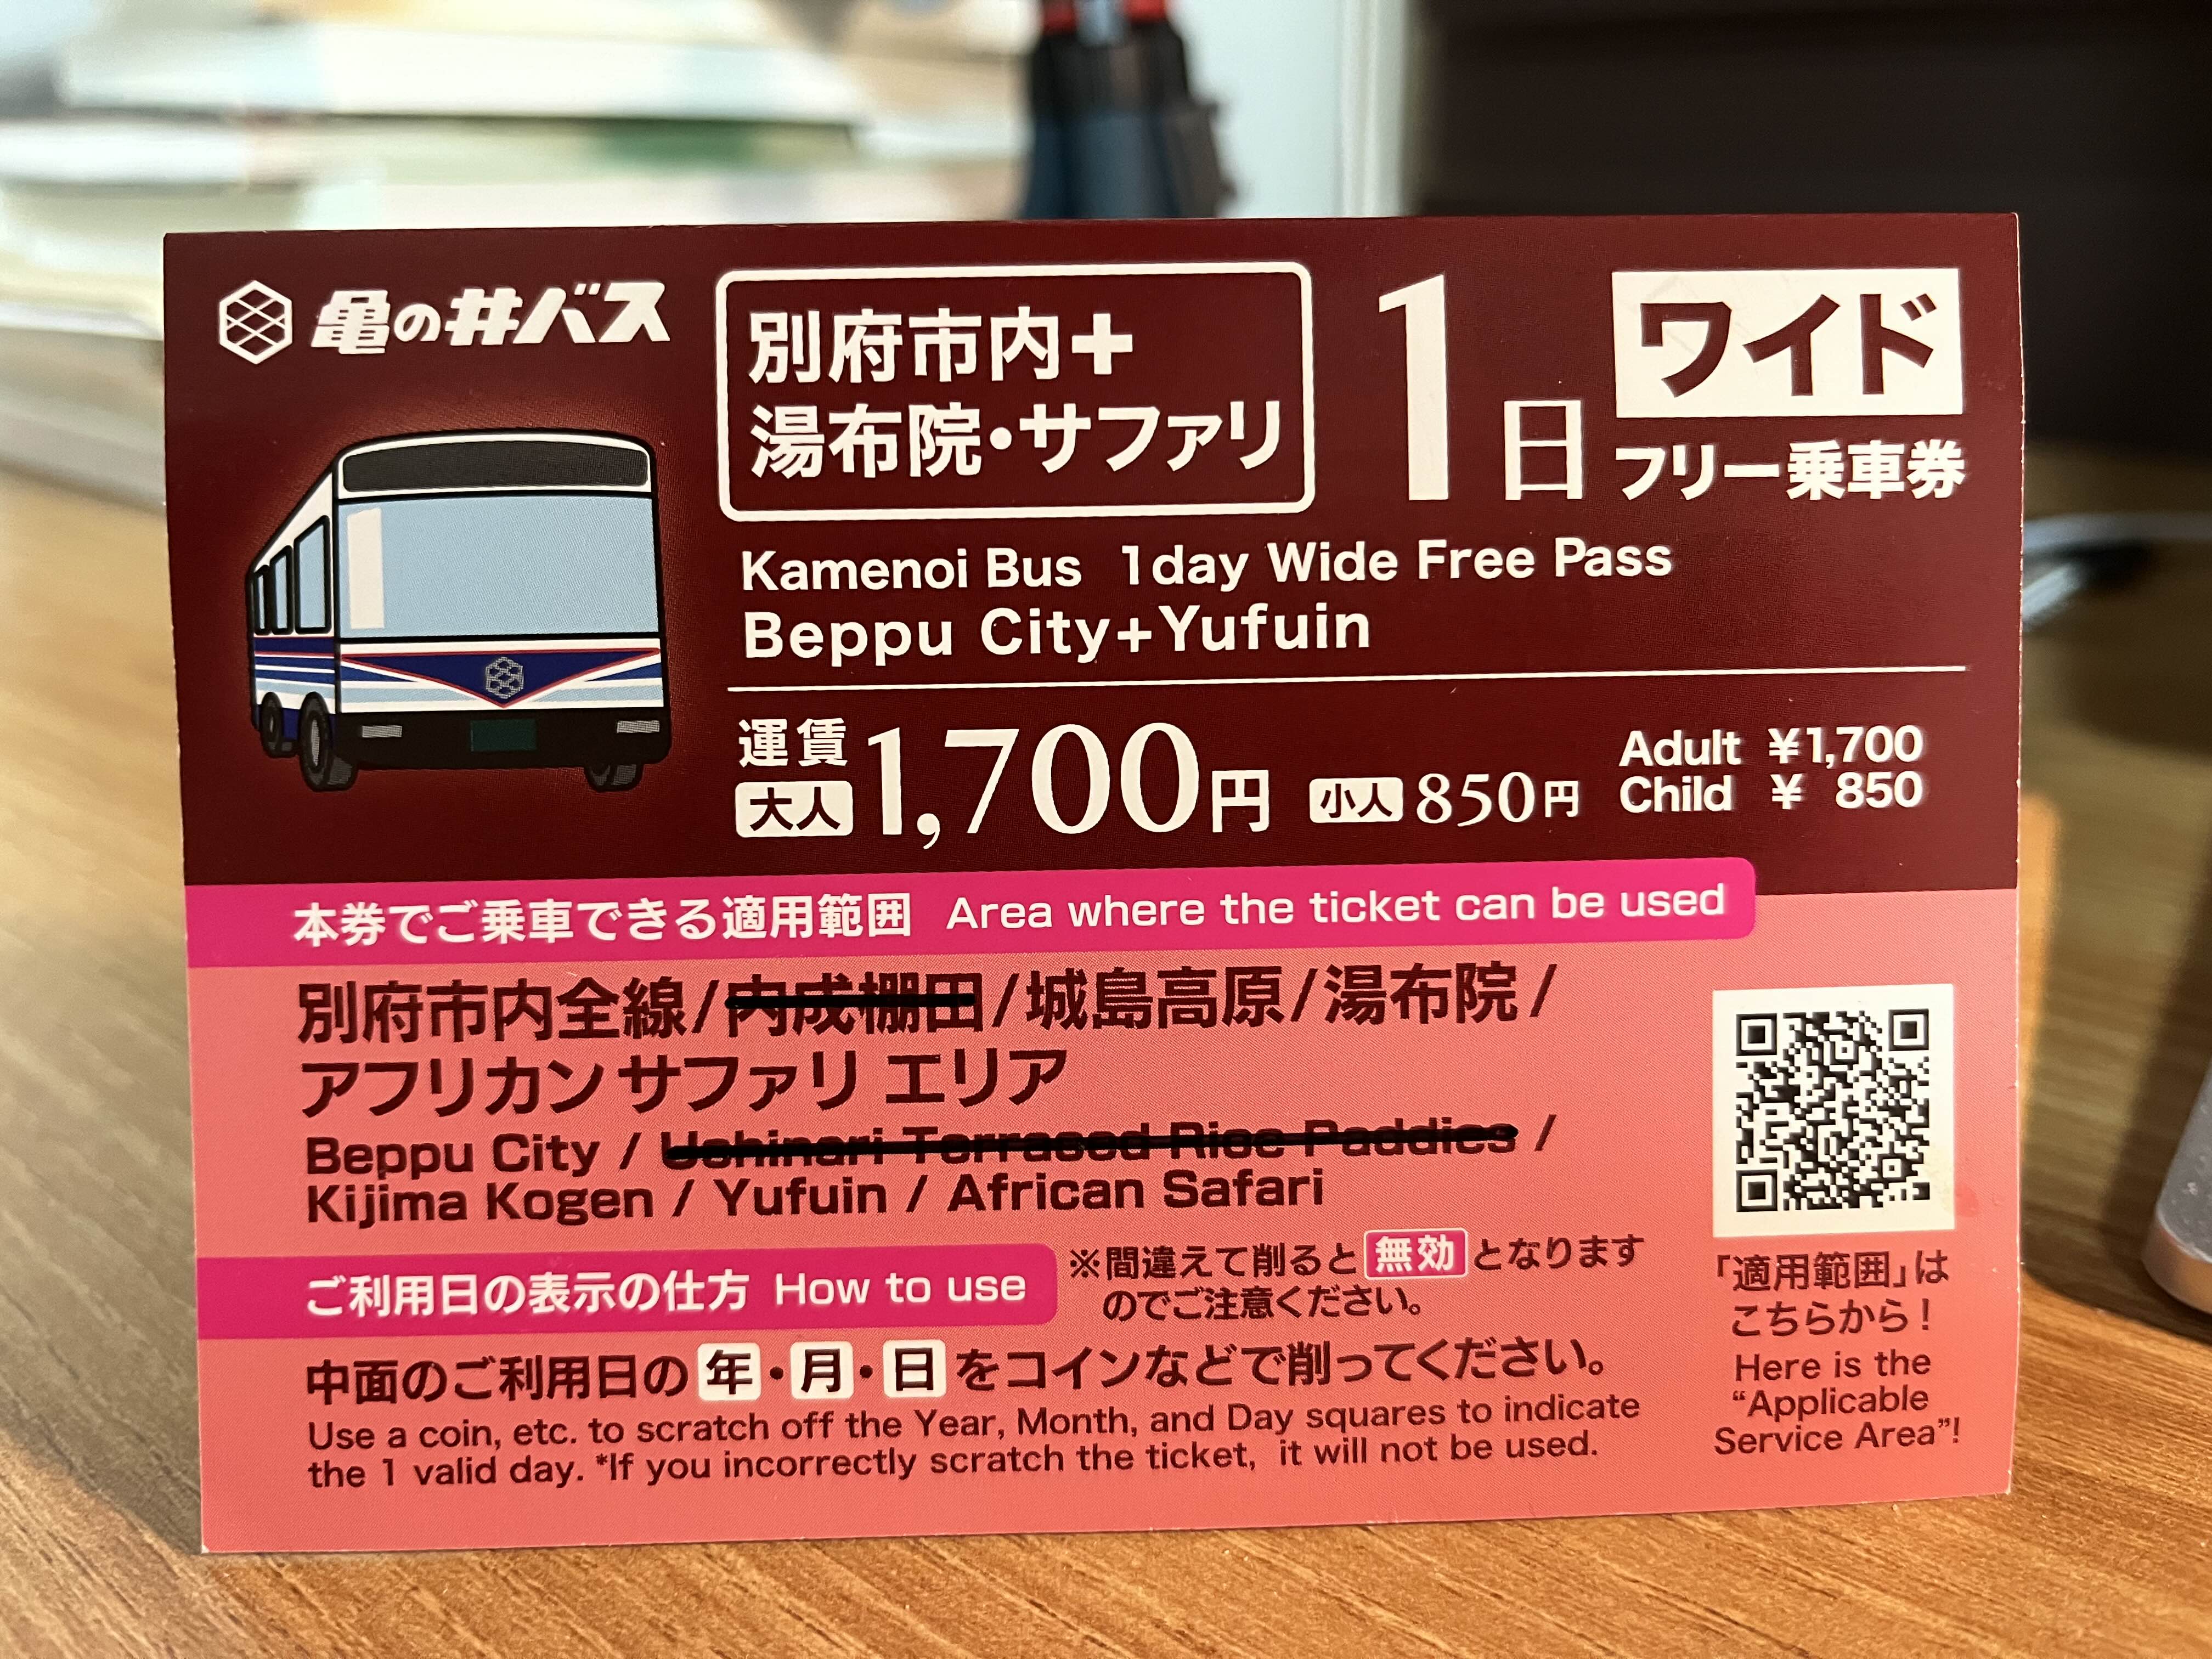 亀の井バス
別府市内+
湯布院・サファリ
1日
ワイド
フリー乗車券
Kamenoi Bus 1day Wide Free Pass
Beppu City+Yufuin
運賃
大人 1,700円 小人 850円
Adult ¥1,700
Child ¥ 850
本券でご乗車できる適用範囲 Area where the ticket can be used
別府市内全線/内成棚田/城島高原/湯布院/
アフリカンサファリ エリア
Beppu City / Uchinari Terrased Rice Paddies /
Kijima Kogen / Yufuin / African Safari
ご利用日の表示の仕方 How to use
※間違えて削ると無効となります
のでご注意ください。
中面のご利用日の年・月・日をコインなどで削ってください。
Use a coin, etc. to scratch off the Year, Month, and Day squares to indicate
the 1 valid day. *If you incorrectly scratch the ticket, it will not be used.
「適用範囲」は
こちらから!
Here is the
“Applicable
Service Area”!